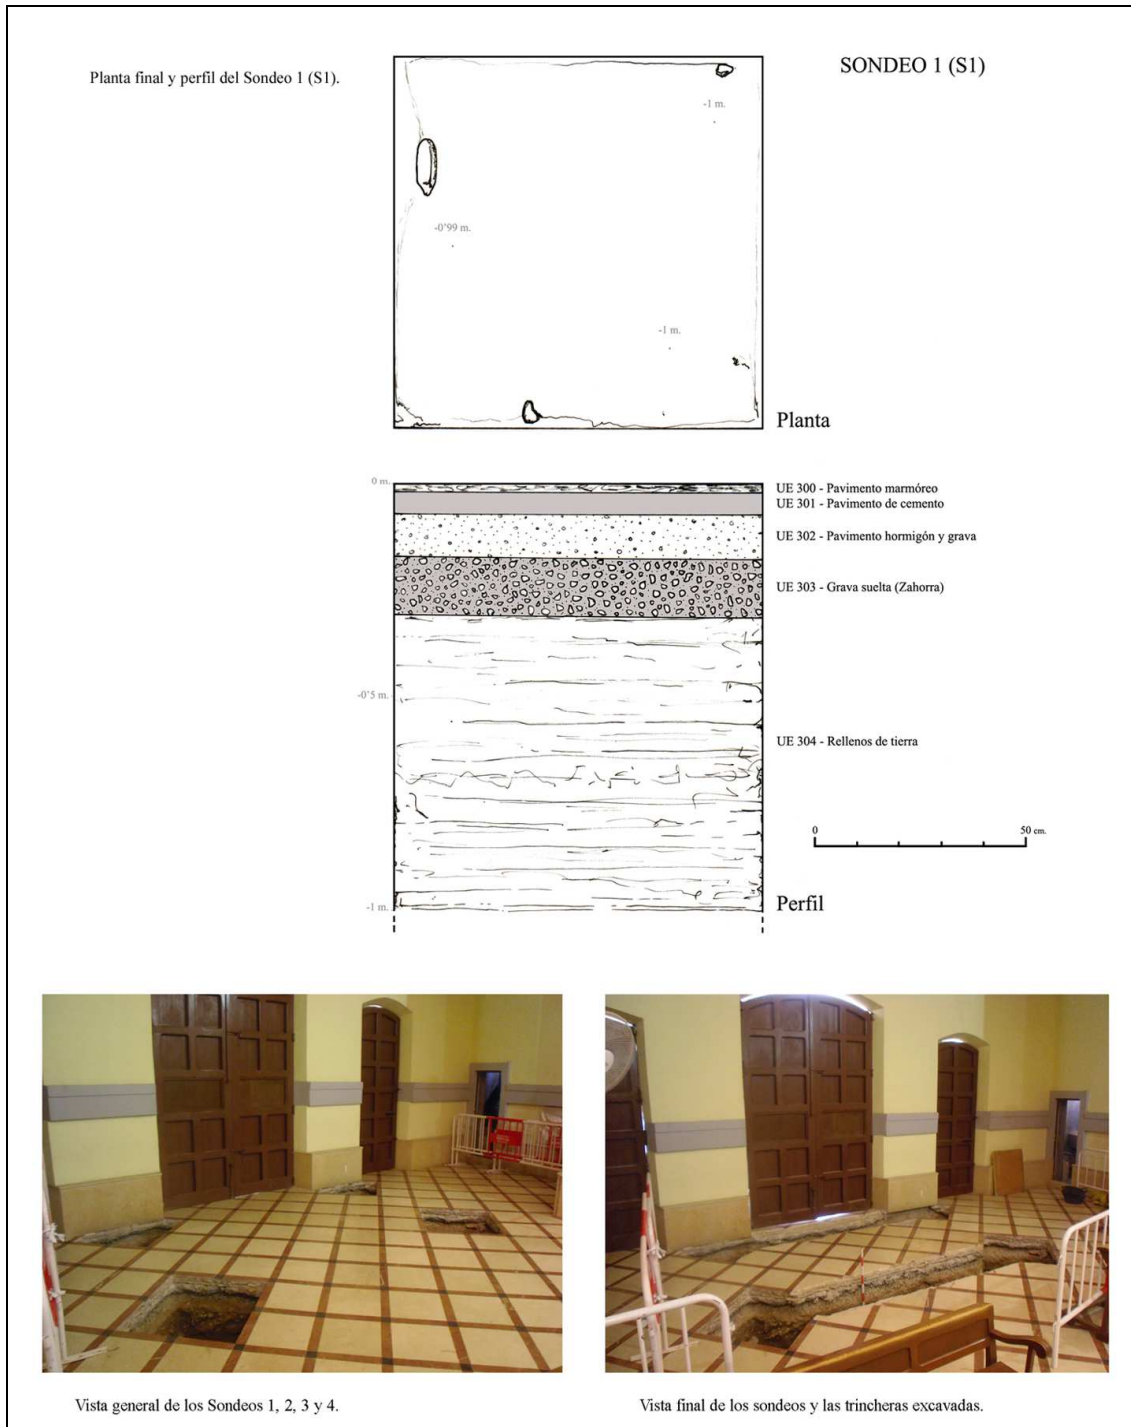 Planta final y perfil del Sondeo 1 (S1).
SONDEO 1 (S1)
-1 m.
-0'99 m.
-1 m.
Planta
0 m.
UE 300 - Pavimento marmóreo
UE 301 - Pavimento de cemento
UE 302 - Pavimento hormigón y grava
UE 303 - Grava suelta (Zahorra)
-0'5 m.
UE 304 - Rellenos de tierra
0
50 cm.
-1 m.
Perfil
Vista general de los Sondeos 1, 2, 3 y 4.
Vista final de los sondeos y las trincheras excavadas.